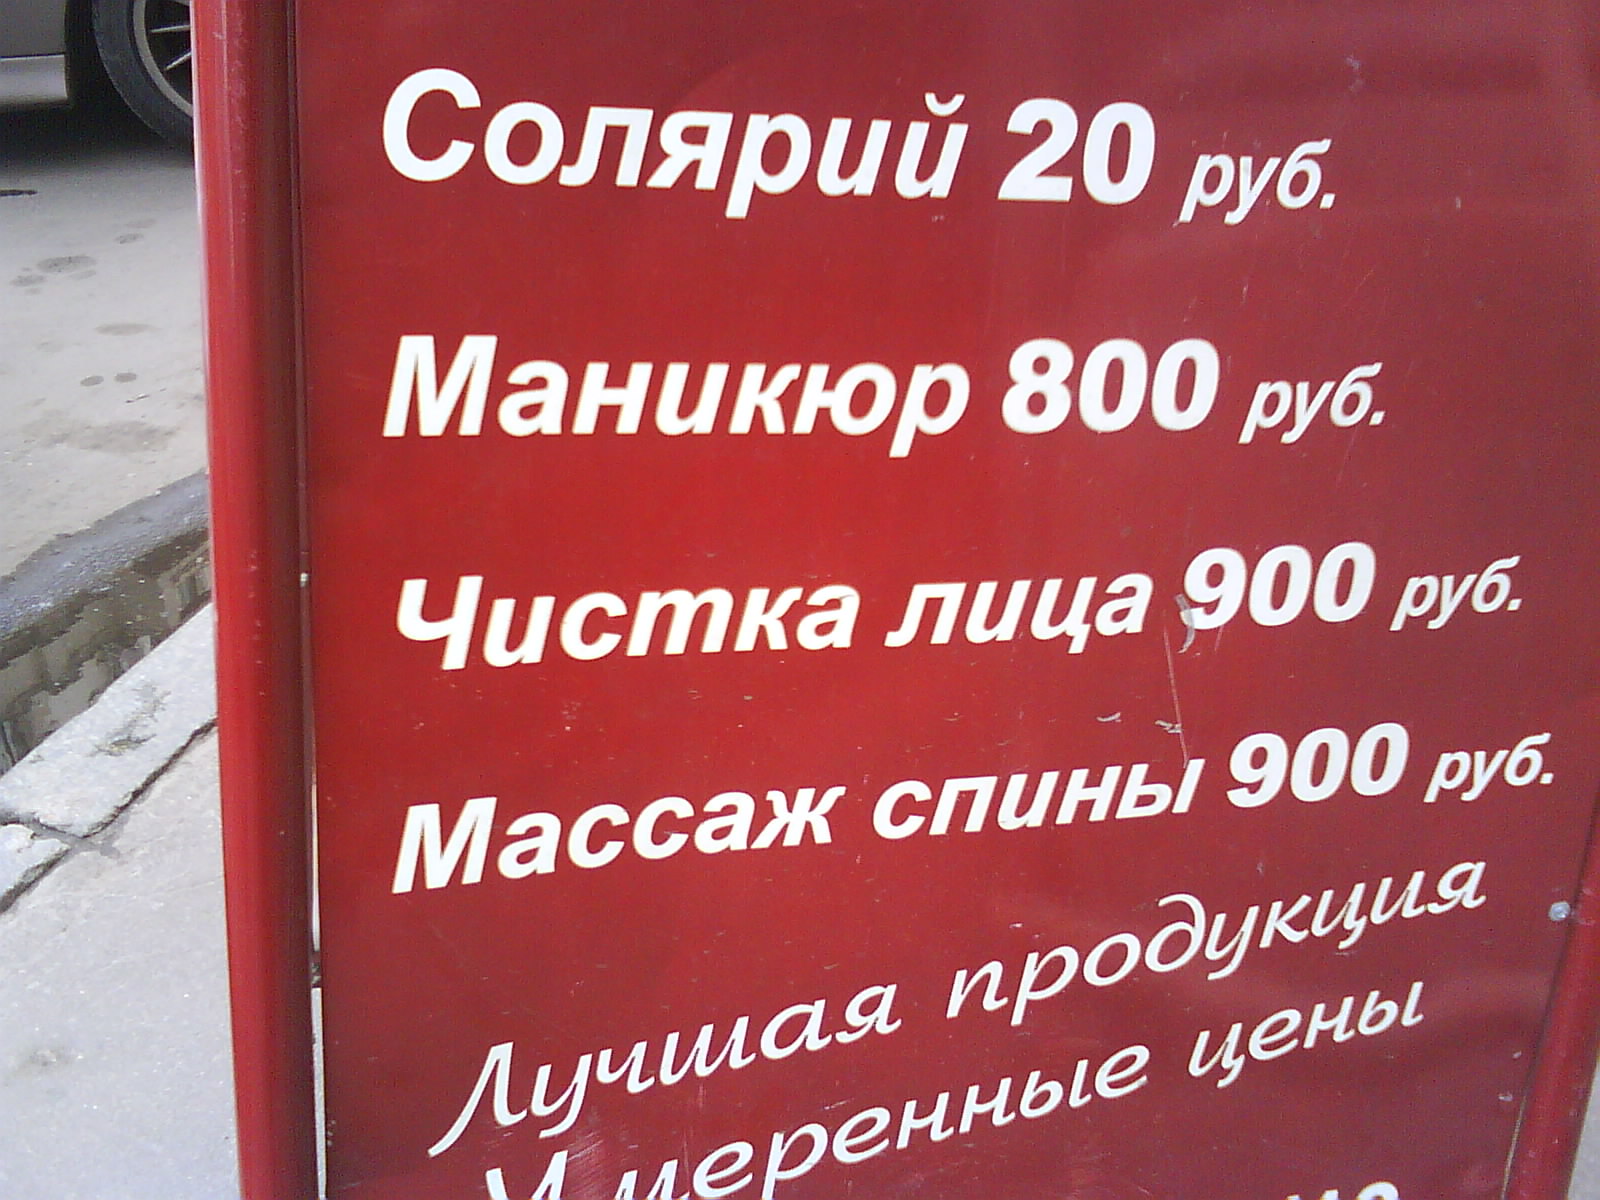 Солярий 20 руб.
Маникюр 800 руб.
Чистка лица 900 руб.
Массаж спины 900 руб.
Лучшая продукция
Умеренные цены